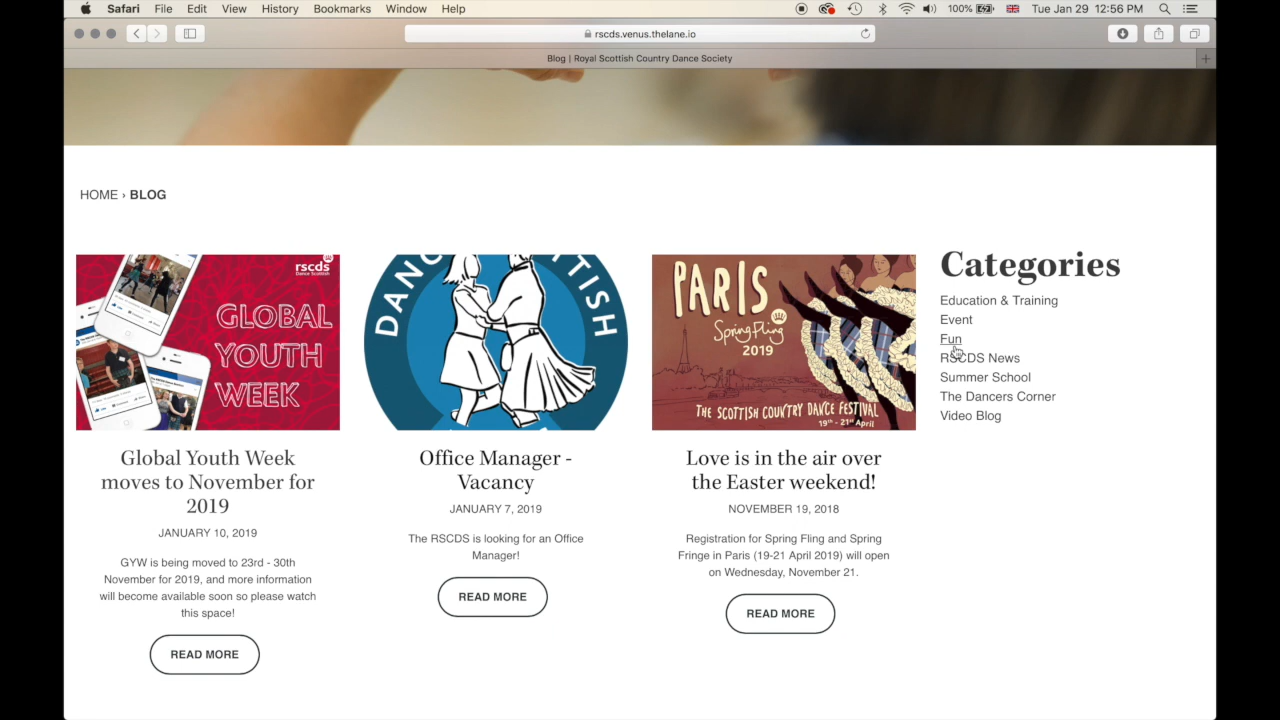 Safari File Edit View History Bookmarks Window Help 100% Tue Jan 29 12:56 PM
rscds.venus.thelane.io
Blog | Royal Scottish Country Dance Society
HOME › BLOG
rscds
Dance Scottish
GLOBAL
YOUTH
WEEK
Global Youth Week
moves to November for
2019
JANUARY 10, 2019
GYW is being moved to 23rd - 30th
November for 2019, and more information
will become available soon so please watch
this space!
READ MORE
Office Manager -
Vacancy
JANUARY 7, 2019
The RSCDS is looking for an Office
Manager!
READ MORE
PARIS
Spring Fling
2019
THE SCOTTISH COUNTRY DANCE FESTIVAL
19th - 21st April
Love is in the air over
the Easter weekend!
NOVEMBER 19, 2018
Registration for Spring Fling and Spring
Fringe in Paris (19-21 April 2019) will open
on Wednesday, November 21.
READ MORE
Categories
Education & Training
Event
Fun
RSCDS News
Summer School
The Dancers Corner
Video Blog